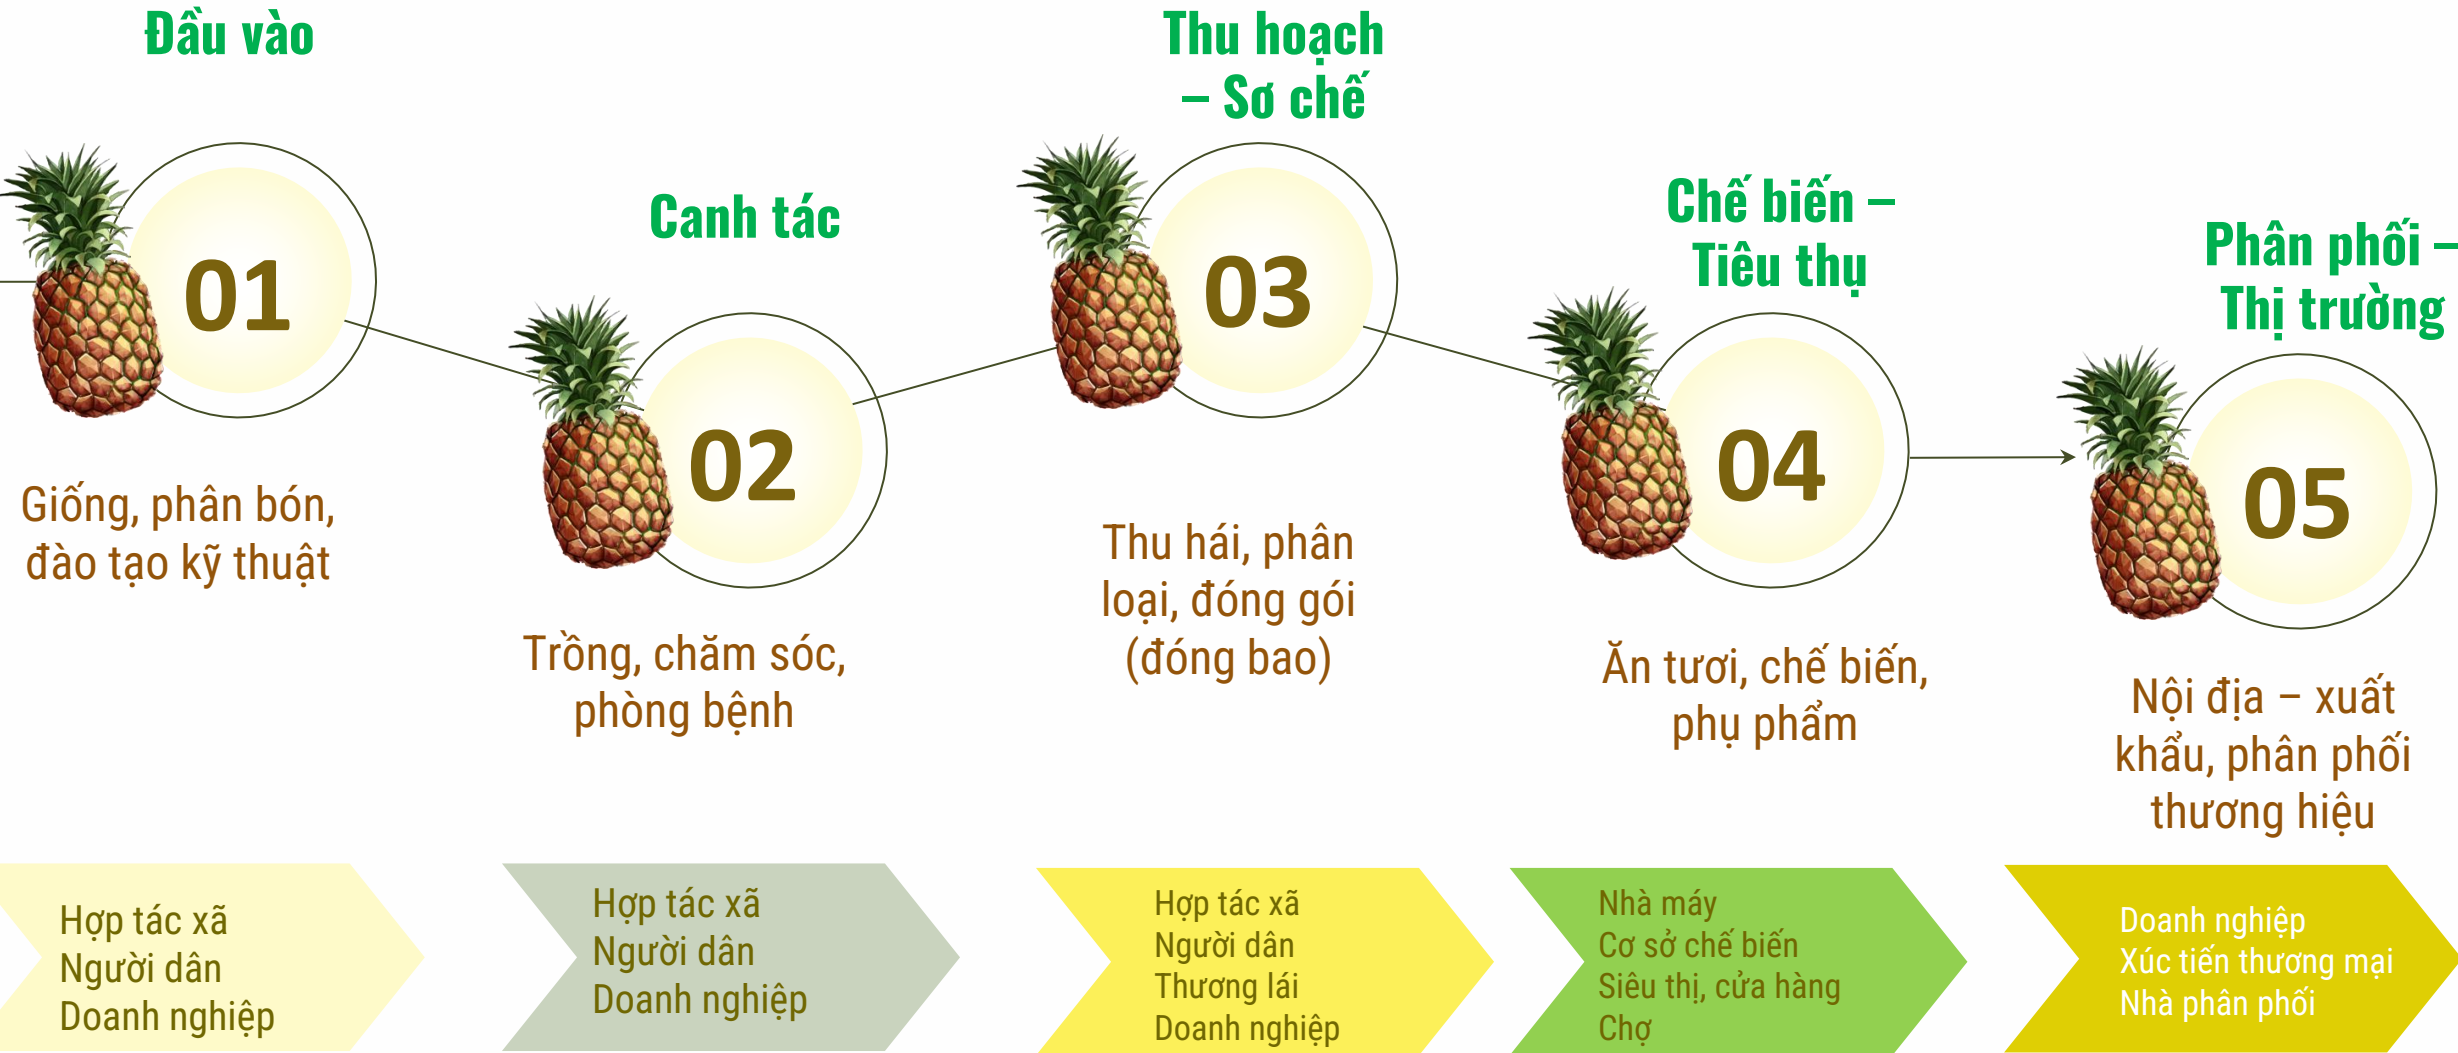 Đầu vào
01
Giống, phân bón,
đào tạo kỹ thuật
Hợp tác xã
Người dân
Doanh nghiệp
Canh tác
02
Trồng, chăm sóc,
phòng bệnh
Hợp tác xã
Người dân
Doanh nghiệp
Thu hoạch
– Sơ chế
03
Thu hái, phân
loại, đóng gói
(đóng bao)
Hợp tác xã
Người dân
Thương lái
Doanh nghiệp
Chế biến –
Tiêu thụ
04
Ăn tươi, chế biến,
phụ phẩm
Nhà máy
Cơ sở chế biến
Siêu thị, cửa hàng
Chợ
Phân phối –
Thị trường
05
Nội địa – xuất
khẩu, phân phối
thương hiệu
Doanh nghiệp
Xúc tiến thương mại
Nhà phân phối